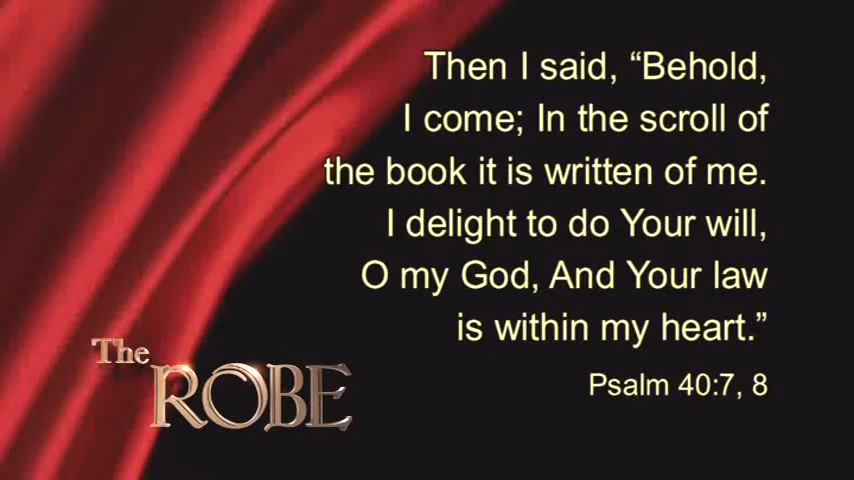 Then I said, “Behold,
I come; In the scroll of
the book it is written of me.
I delight to do Your will,
O my God, And Your law
is within my heart.”
Psalm 40:7, 8
The
ROBE